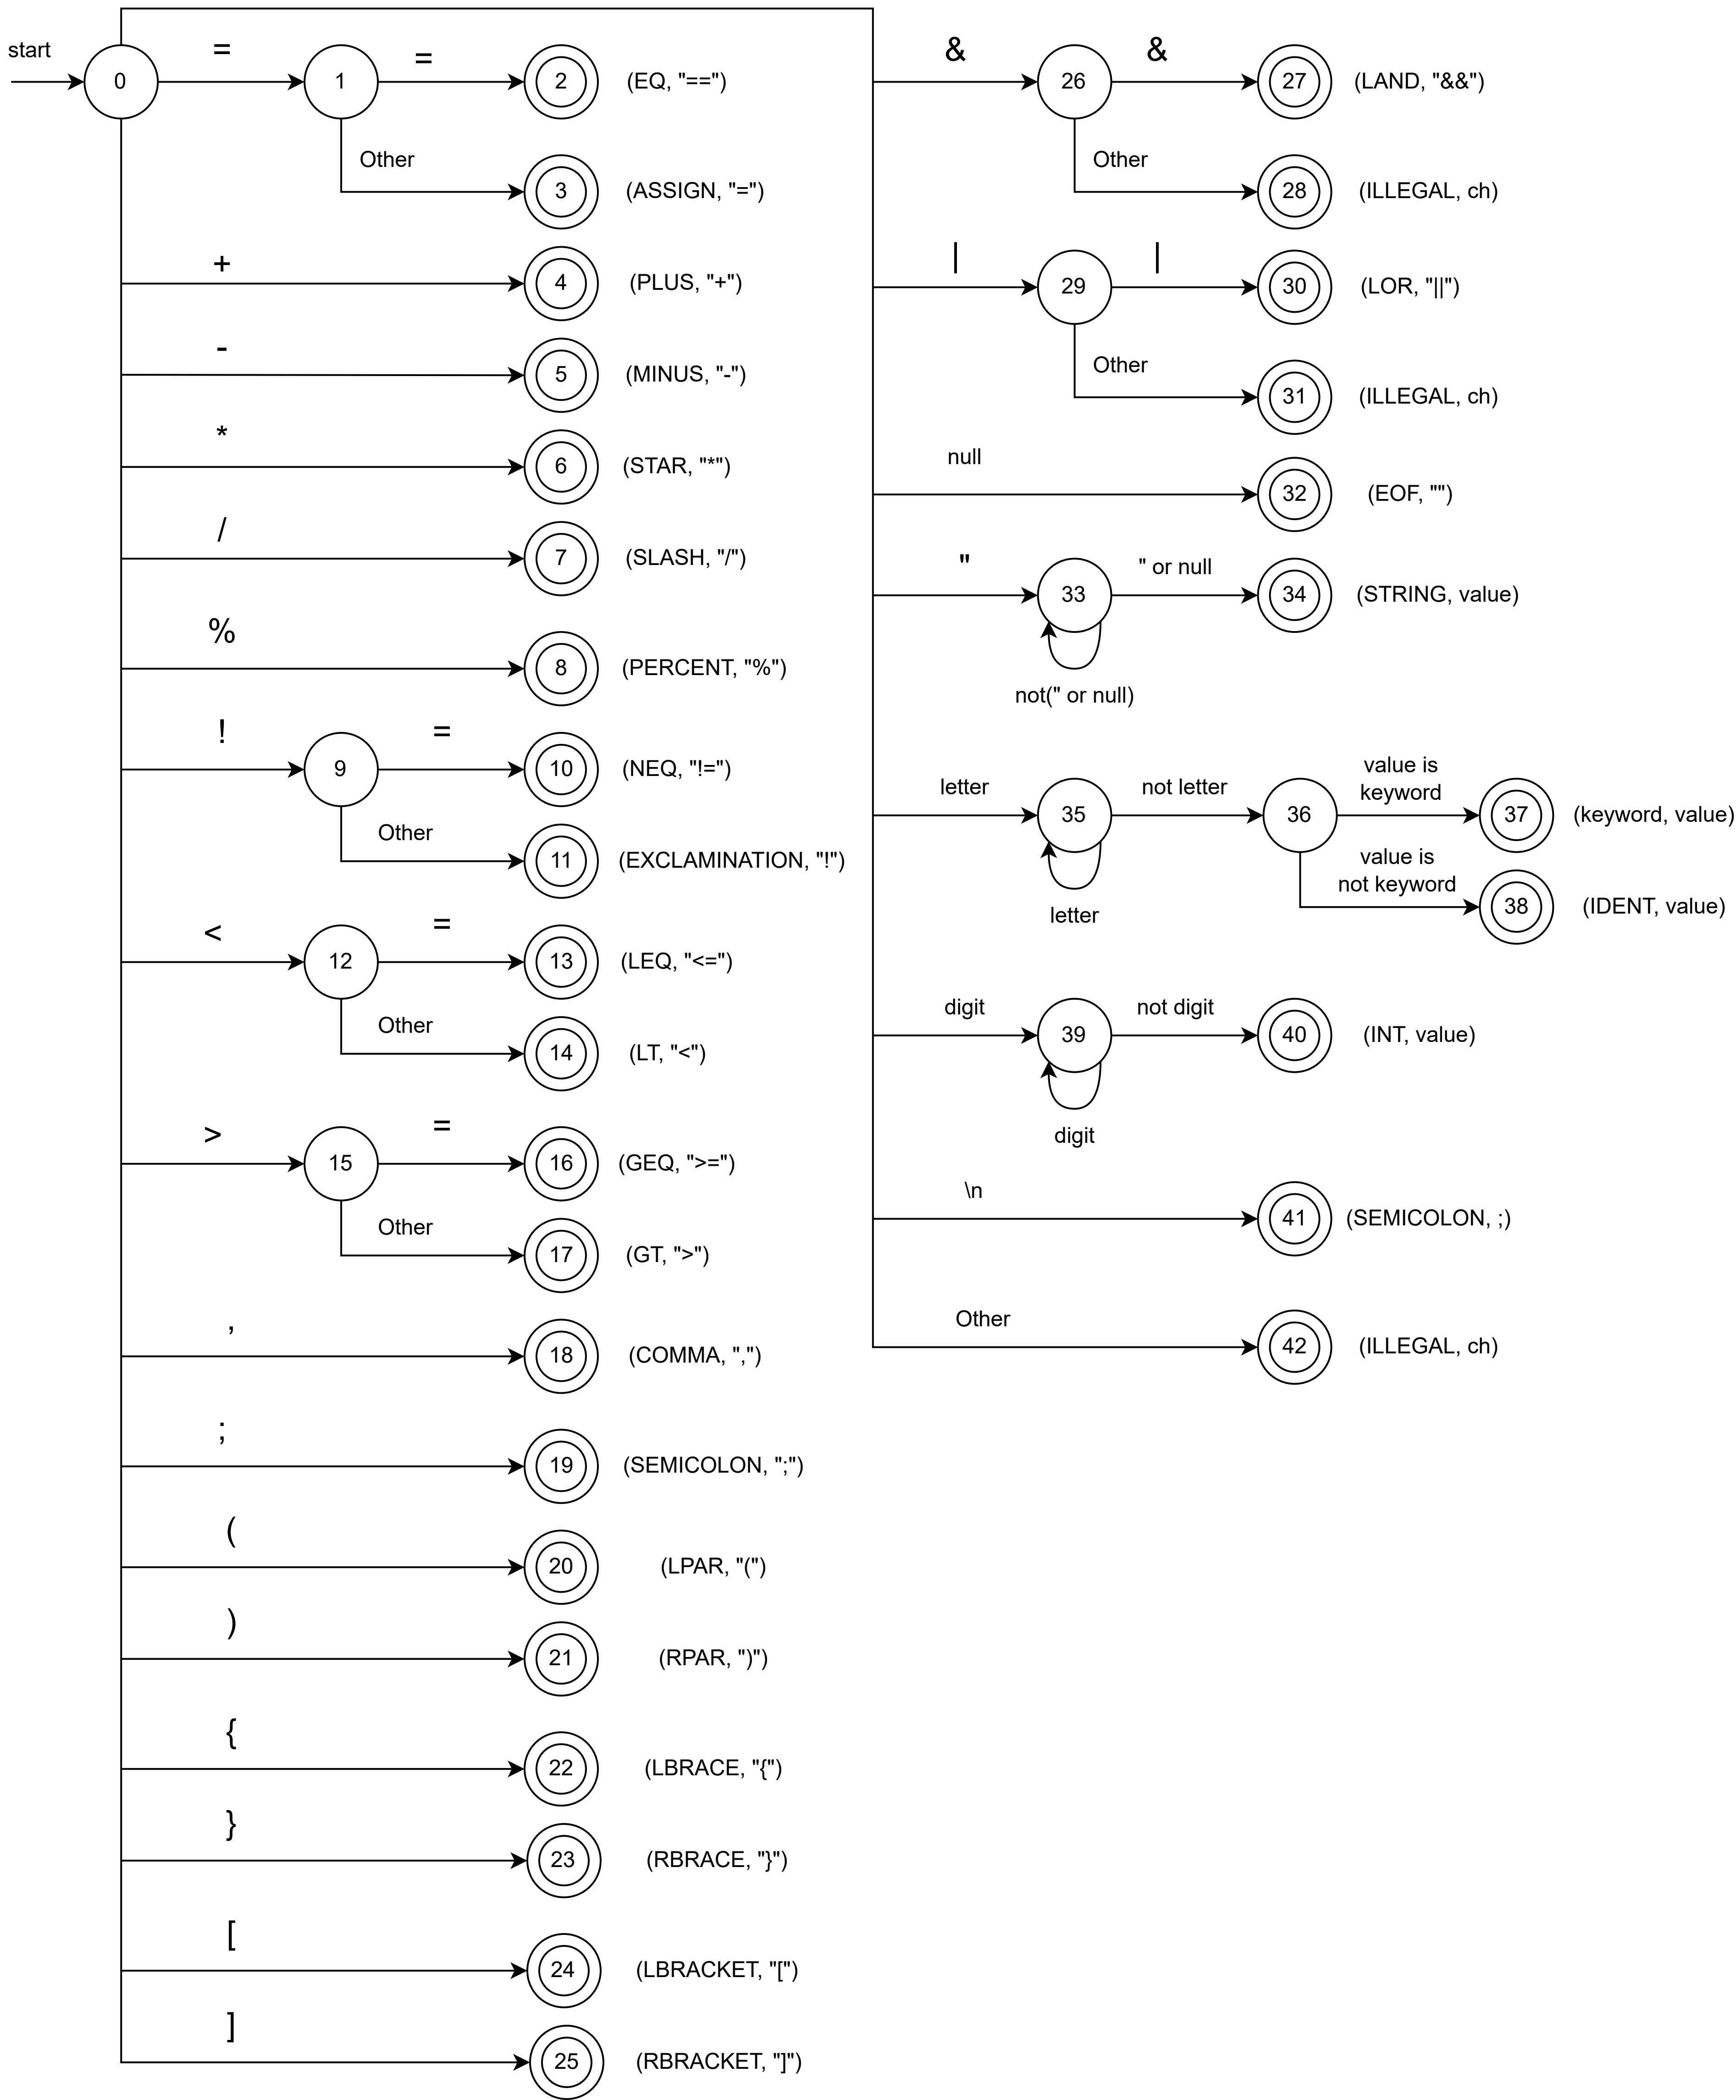 start
0
=
1
=
2
(EQ, "==")
Other
3
(ASSIGN, "=")
+
4
(PLUS, "+")
-
5
(MINUS, "-")
*
6
(STAR, "*")
/
7
(SLASH, "/")
%
8
(PERCENT, "%")
!
9
=
10
(NEQ, "!=")
Other
11
(EXCLAMINATION, "!")
<
12
=
13
(LEQ, "<=")
Other
14
(LT, "<")
>
15
=
16
(GEQ, ">=")
Other
17
(GT, ">")
,
18
(COMMA, ",")
;
19
(SEMICOLON, ";")
(
20
(LPAR, "(")
)
21
(RPAR, ")")
{
22
(LBRACE, "{")
}
23
(RBRACE, "}")
[
24
(LBRACKET, "[")
]
25
(RBRACKET, "]")
&
26
&
27
(LAND, "&&")
Other
28
(ILLEGAL, ch)
|
29
|
30
(LOR, "||")
Other
31
(ILLEGAL, ch)
null
32
(EOF, "")
"
33
" or null
34
(STRING, value)
not(" or null)
letter
35
not letter
36
value is
keyword
37
(keyword, value)
value is
not keyword
38
(IDENT, value)
letter
digit
39
not digit
40
(INT, value)
digit
\n
41
(SEMICOLON, ;)
Other
42
(ILLEGAL, ch)